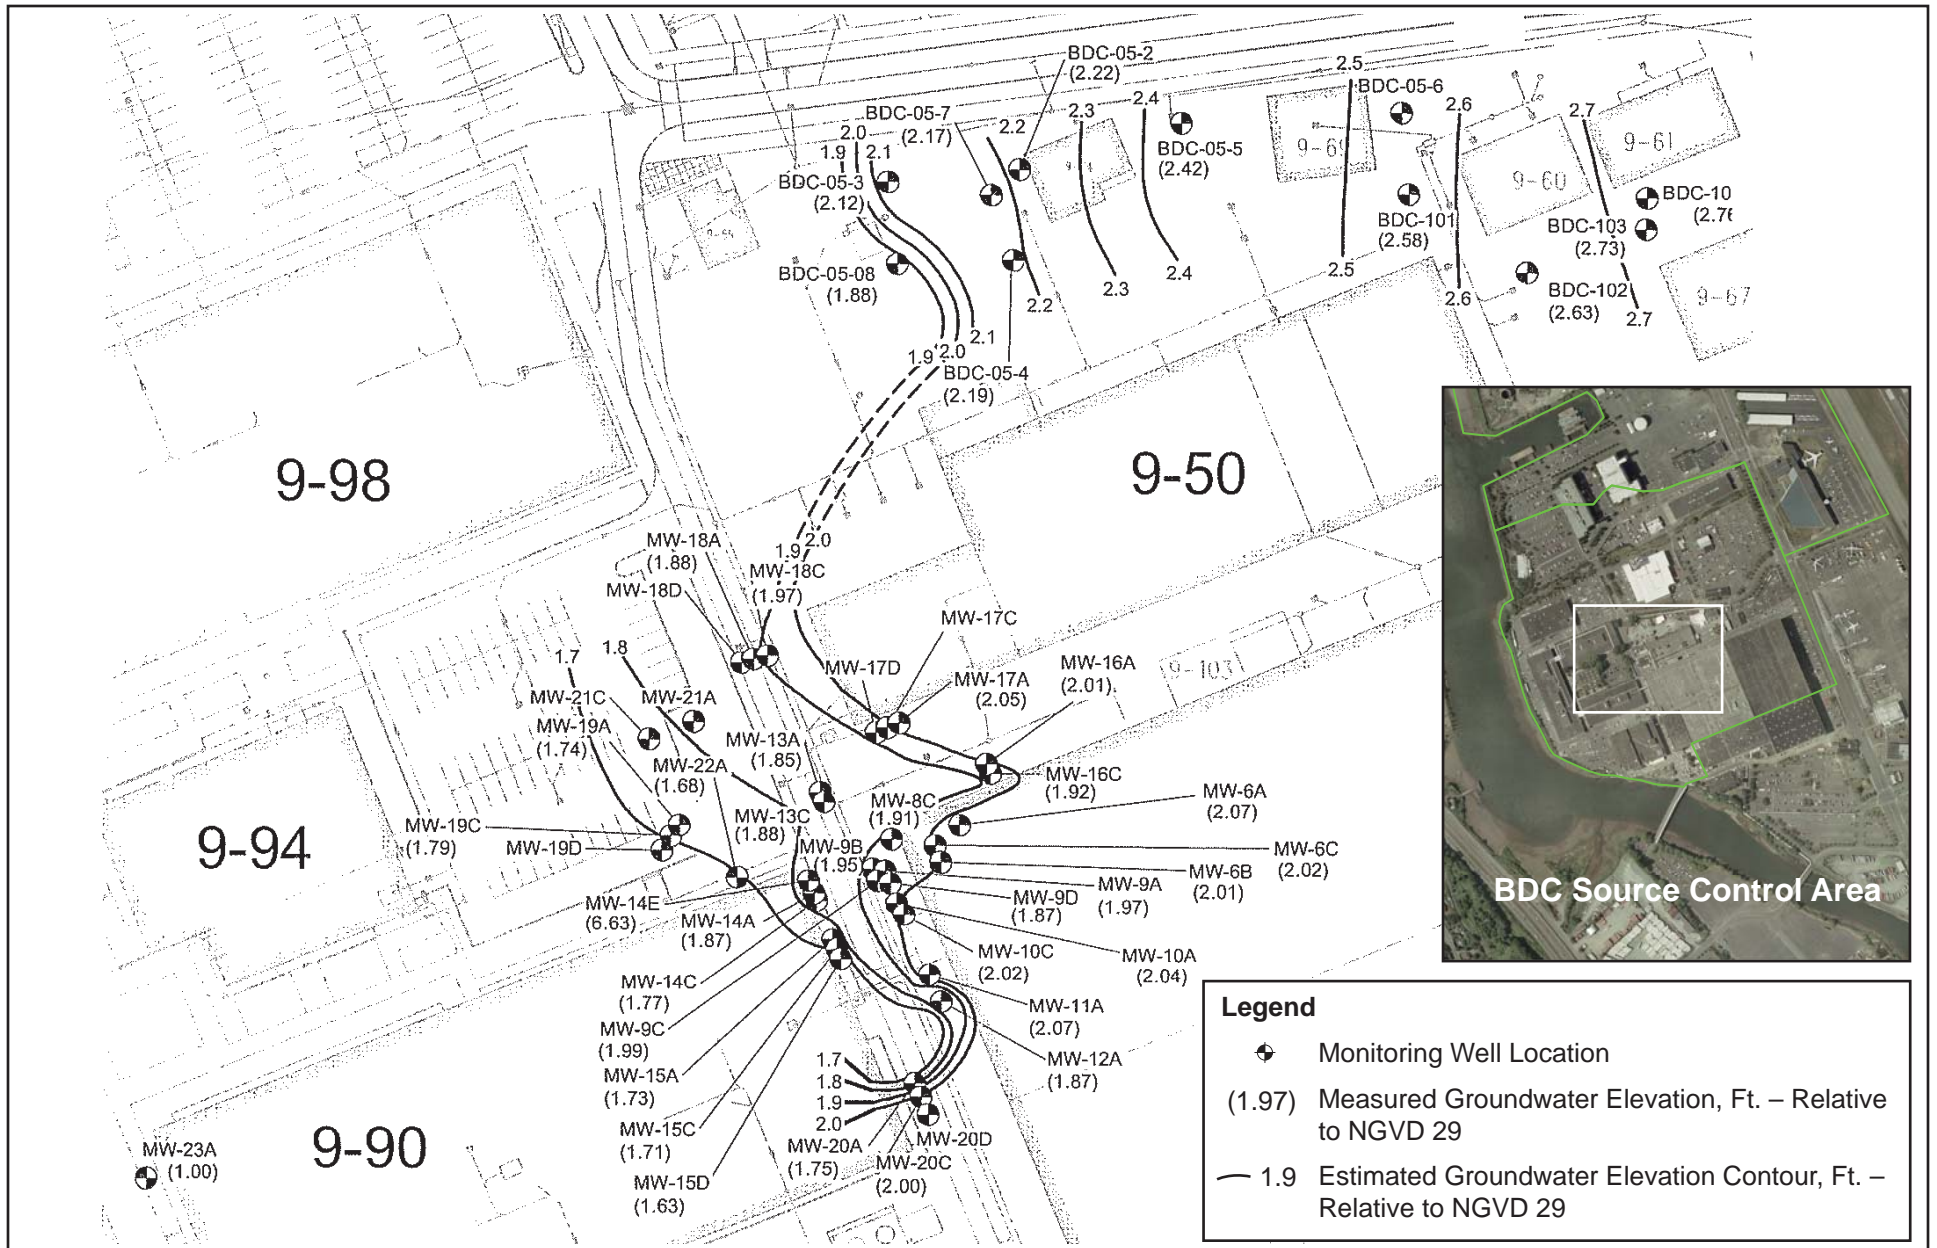 BDC-05-2
(2.22)
2.5
BDC-05-6
2.4
2.6
2.7
BDC-05-7
(2.17)
2.3
2.2
2.0
1.9
2.1
BDC-05-5
(2.42)
9-69
9-61
9-60
BDC-05-3
(2.12)
BDC-101
(2.58)
BDC-10
(2.76
BDC-103
(2.73)
BDC-05-08
(1.88)
2.4
2.5
2.3
2.2
2.6
BDC-102
(2.63)
9-67
2.7
2.1
2.0
1.9
BDC-05-4
(2.19)
9-98
9-50
MW-18A
(1.88)
2.0
1.9
MW-18C
(1.97)
MW-18D
MW-17C
1.8
1.7
MW-17D
MW-17A
(2.05)
MW-16A
(2.01)
9-103
MW-21C
MW-21A
MW-19A
(1.74)
MW-13A
(1.85)
MW-22A
(1.68)
MW-16C
(1.92)
MW-6A
(2.07)
MW-8C
(1.91)
MW-13C
(1.88)
MW-19C
(1.79)
MW-19D
9-94
MW-9B
(1.95)
MW-6C
(2.02)
MW-6B
(2.01)
MW-9A
(1.97)
MW-9D
(1.87)
MW-14E
(6.63)
MW-14A
(1.87)
MW-10C
(2.02)
MW-10A
(2.04)
MW-14C
(1.77)
MW-11A
(2.07)
MW-9C
(1.99)
MW-12A
(1.87)
1.7
1.8
1.9
2.0
MW-15A
(1.73)
MW-15C
(1.71)
MW-20D
MW-20A
(1.75)
MW-20C
(2.00)
MW-15D
(1.63)
9-90
MW-23A
(1.00)
BDC Source Control Area
Legend
Monitoring Well Location
(1.97) Measured Groundwater Elevation, Ft. – Relative
to NGVD 29
1.9 Estimated Groundwater Elevation Contour, Ft. –
Relative to NGVD 29